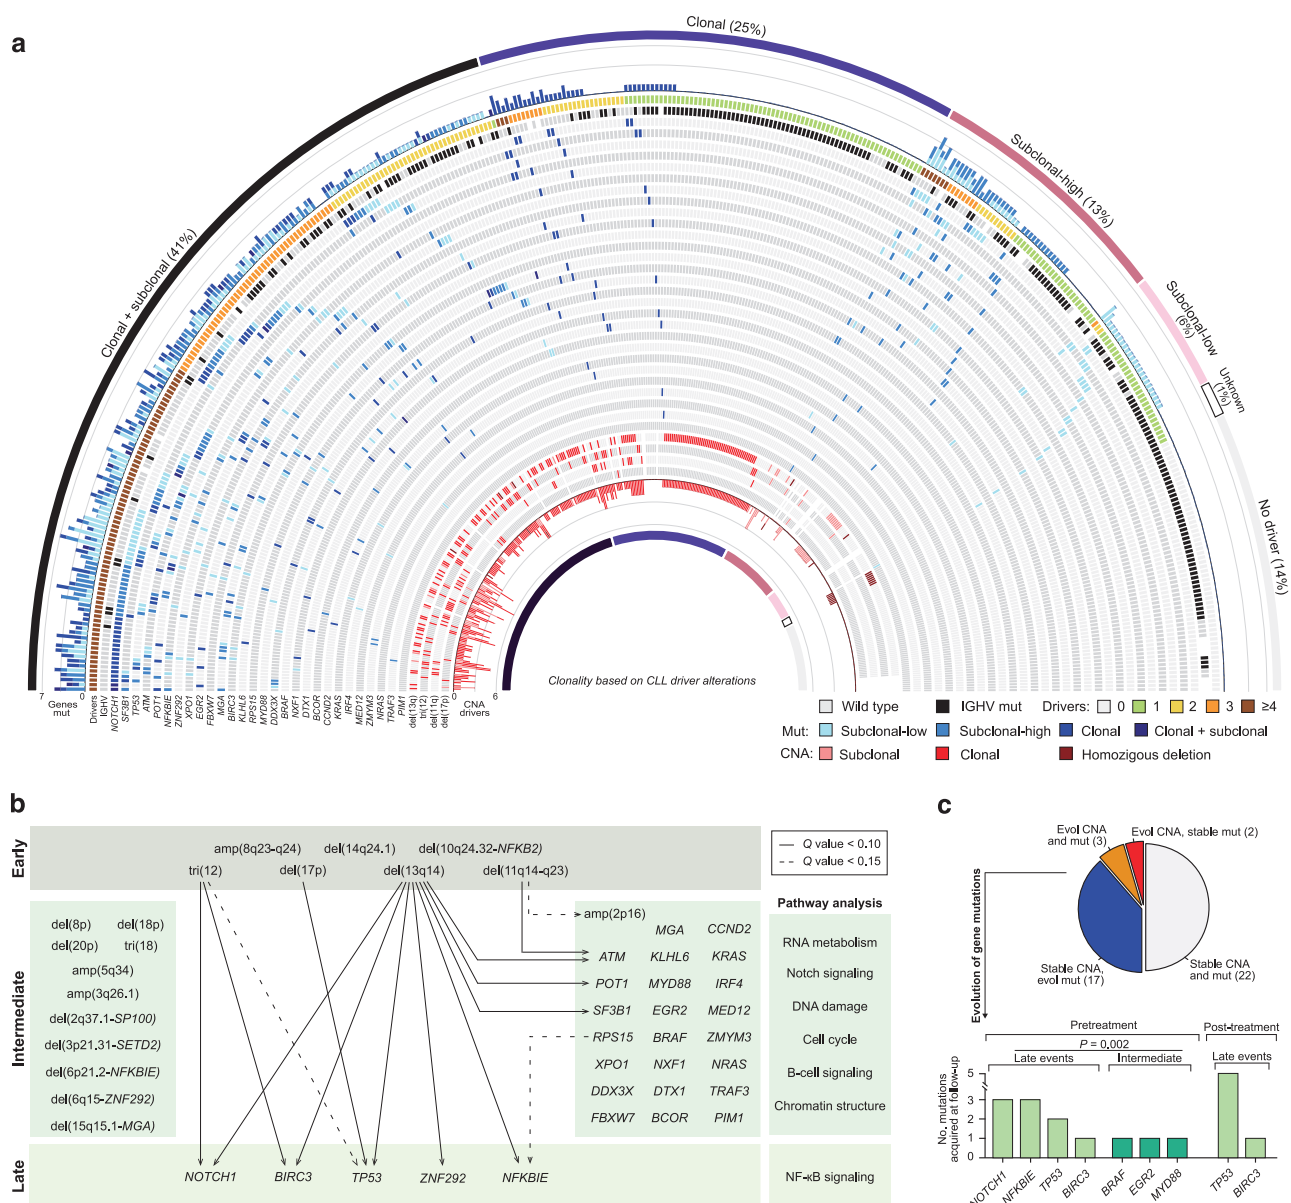 a
Clonal (25%)
Clonal + subclonal (41%)
Subclonal-high (13%)
Subclonal-low
(6%)
Unknown
(1%)
No driver (14%)
7
0
Genes
mut
Drivers
IGHV
NOTCH1
SF3B1
TP53
ATM
POT1
NFKBIE
ZNF292
XPO1
EGR2
FBXW7
MGA
BIRC3
KLHL6
RPS15
MYD88
DDX3X
BRAF
NXF1
DTX1
BCOR
CCND2
KRAS
IRF4
MED12
ZMYM3
NRAS
TRAF3
PIM1
del(13q)
tri(12)
del(11q)
del(17p)
0
6
CNA
drivers
Clonality based on CLL driver alterations
Wild type IGHV mut Drivers: 0 1 2 3 ≥4
Mut: Subclonal-low Subclonal-high Clonal Clonal + subclonal
CNA: Subclonal Clonal Homozigous deletion
b
Early
amp(8q23-q24) del(14q24.1) del(10q24.32-NFKB2)
tri(12) del(17p) del(13q14) del(11q14-q23)
Q value < 0.10
Q value < 0.15
Intermediate
del(8p) del(18p)
del(20p) tri(18)
amp(5q34)
amp(3q26.1)
del(2q37.1-SP100)
del(3p21.31-SETD2)
del(6p21.2-NFKBIE)
del(6q15-ZNF292)
del(15q15.1-MGA)
amp(2p16)
MGA CCND2
ATM KLHL6 KRAS
POT1 MYD88 IRF4
SF3B1 EGR2 MED12
RPS15 BRAF ZMYM3
XPO1 NXF1 NRAS
DDX3X DTX1 TRAF3
FBXW7 BCOR PIM1
Pathway analysis
RNA metabolism
Notch signaling
DNA damage
Cell cycle
B-cell signaling
Chromatin structure
Late
NOTCH1 BIRC3 TP53 ZNF292 NFKBIE
NF-κB signaling
c
Evol CNA
and mut (3)
Evol CNA, stable mut (2)
Stable CNA,
evol mut (17)
Stable CNA
and mut (22)
Evolution of gene mutations
Pretreatment
P = 0.002
Late events
Intermediate
Post-treatment
Late events
No. mutations
acquired at follow-up
5
3
2
1
0
NOTCH1
NFKBIE
TP53
BIRC3
BRAF
EGR2
MYD88
TP53
BIRC3